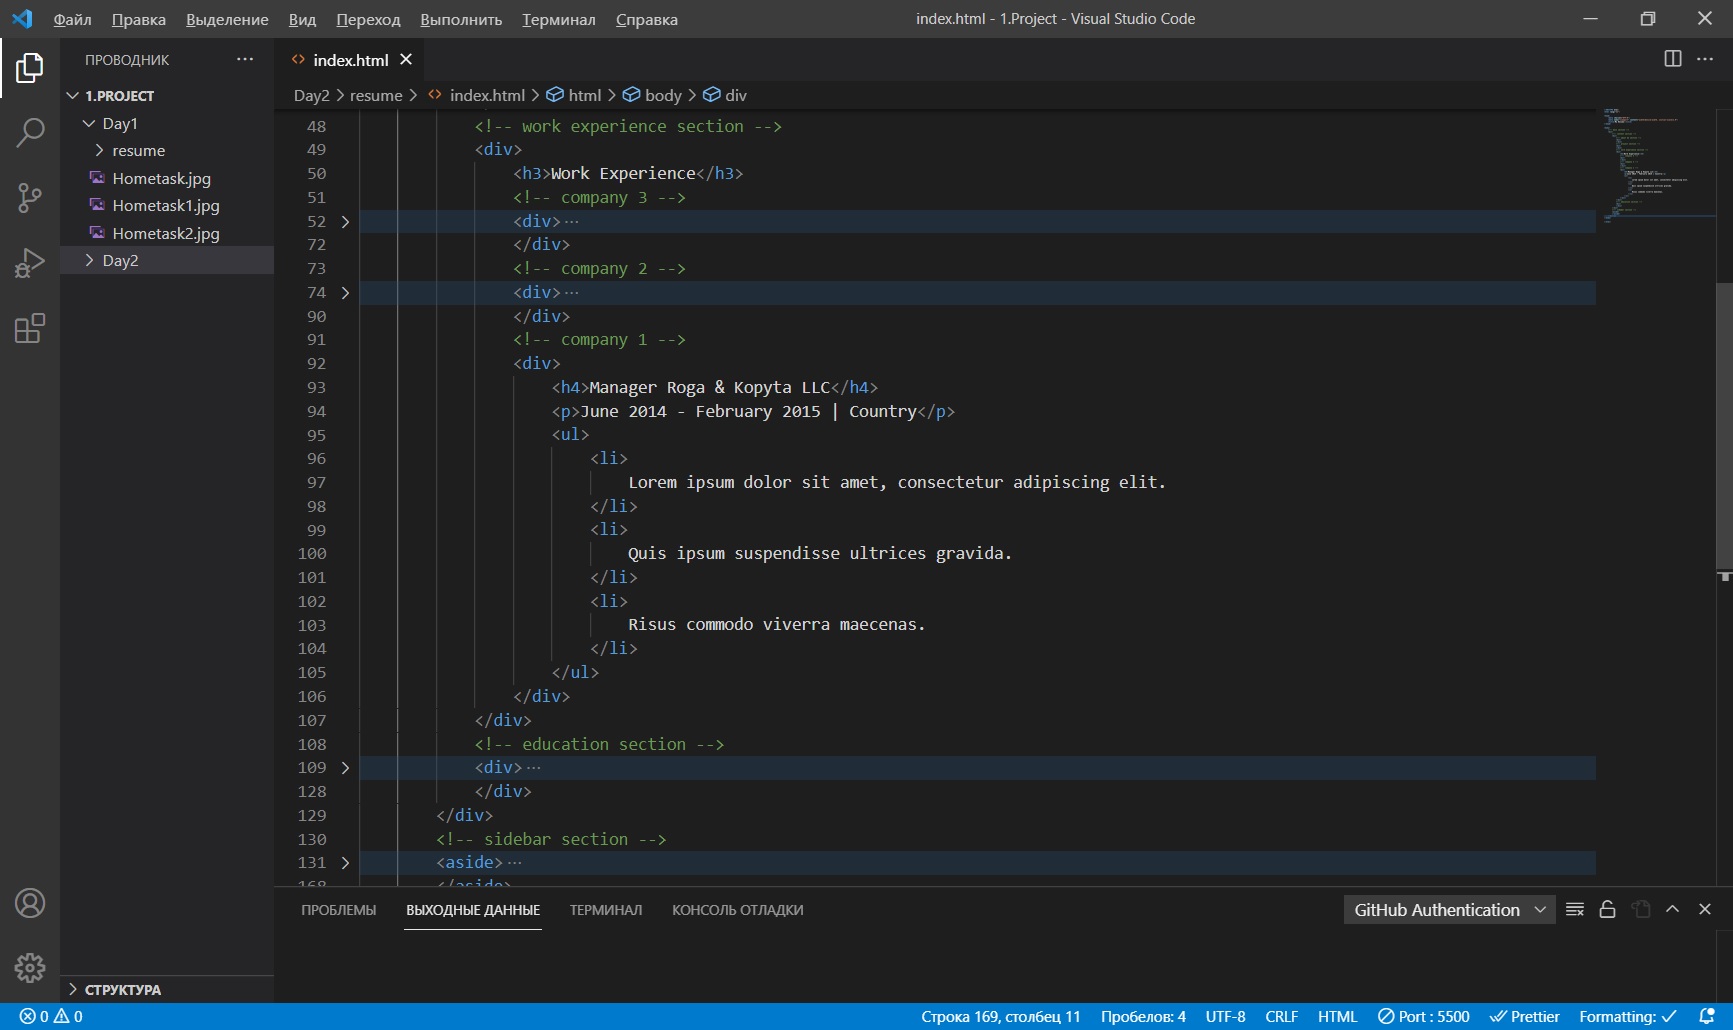 Файл Правка Выделение Вид Переход Выполнить Терминал Справка
index.html - 1.Project - Visual Studio Code
ПРОВОДНИК
1.PROJECT
Day1
resume
Hometask.jpg
Hometask1.jpg
Hometask2.jpg
Day2
СТРУКТУРА
index.html
Day2 > resume > index.html > html > body > div
48 <!-- work experience section -->
49 <div>
50 <h3>Work Experience</h3>
51 <!-- company 3 -->
52 <div>···
72 </div>
73 <!-- company 2 -->
74 <div>···
90 </div>
91 <!-- company 1 -->
92 <div>
93 <h4>Manager Roga & Kopyta LLC</h4>
94 <p>June 2014 - February 2015 | Country</p>
95 <ul>
96 <li>
97 Lorem ipsum dolor sit amet, consectetur adipiscing elit.
98 </li>
99 <li>
100 Quis ipsum suspendisse ultrices gravida.
101 </li>
102 <li>
103 Risus commodo viverra maecenas.
104 </li>
105 </ul>
106 </div>
107 </div>
108 <!-- education section -->
109 <div>···
128 </div>
129 </div>
130 <!-- sidebar section -->
131 <aside>···
168 </aside>
ПРОБЛЕМЫ ВЫХОДНЫЕ ДАННЫЕ ТЕРМИНАЛ КОНСОЛЬ ОТЛАДКИ
GitHub Authentication
0 0
Строка 169, столбец 11 Пробелов: 4 UTF-8 CRLF HTML Port : 5500 Prettier Formatting: ✓